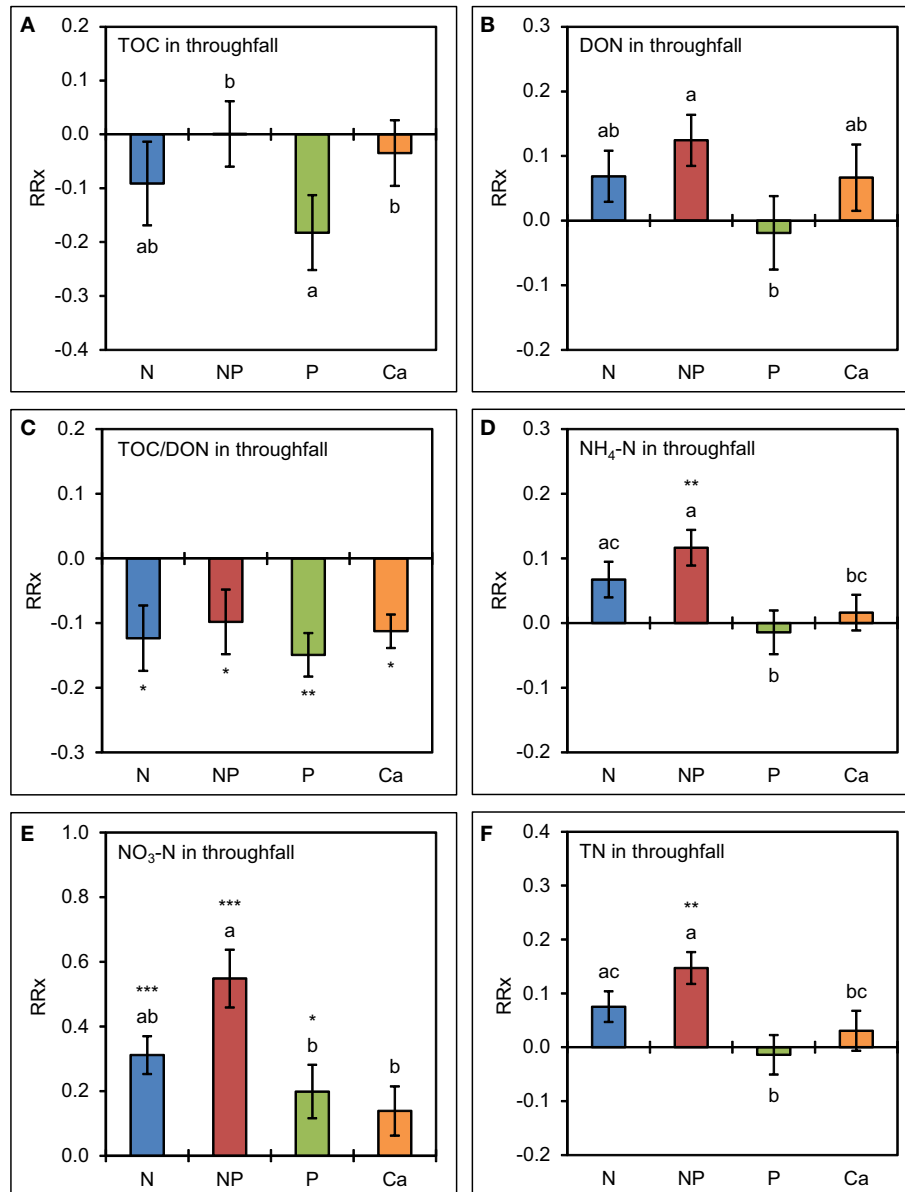 A
TOC in throughfall
0.2
0.1
0.0
-0.1
-0.2
-0.3
-0.4
RRx
ab
b
a
b
N NP P Ca
B
DON in throughfall
0.3
0.2
0.1
0.0
-0.1
-0.2
RRx
ab
a
b
ab
N NP P Ca
C
TOC/DON in throughfall
0.2
0.1
0.0
-0.1
-0.2
-0.3
RRx
*
*
**
*
N NP P Ca
D
NH₄-N in throughfall
0.3
0.2
0.1
0.0
-0.1
-0.2
RRx
ac
**
a
b
bc
N NP P Ca
E
NO₃-N in throughfall
1.0
0.8
0.6
0.4
0.2
0.0
RRx
***
ab
***
a
*
b
b
N NP P Ca
F
TN in throughfall
0.4
0.3
0.2
0.1
0.0
-0.1
-0.2
RRx
ac
**
a
b
bc
N NP P Ca